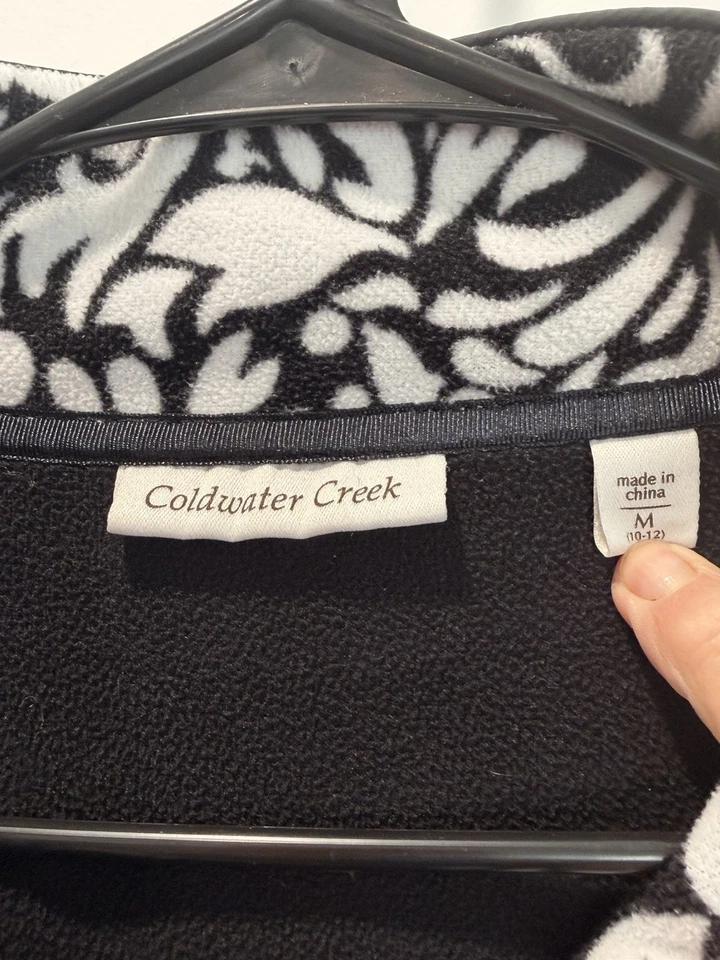 Coldwater Creek
made in
china
M
(10-12)